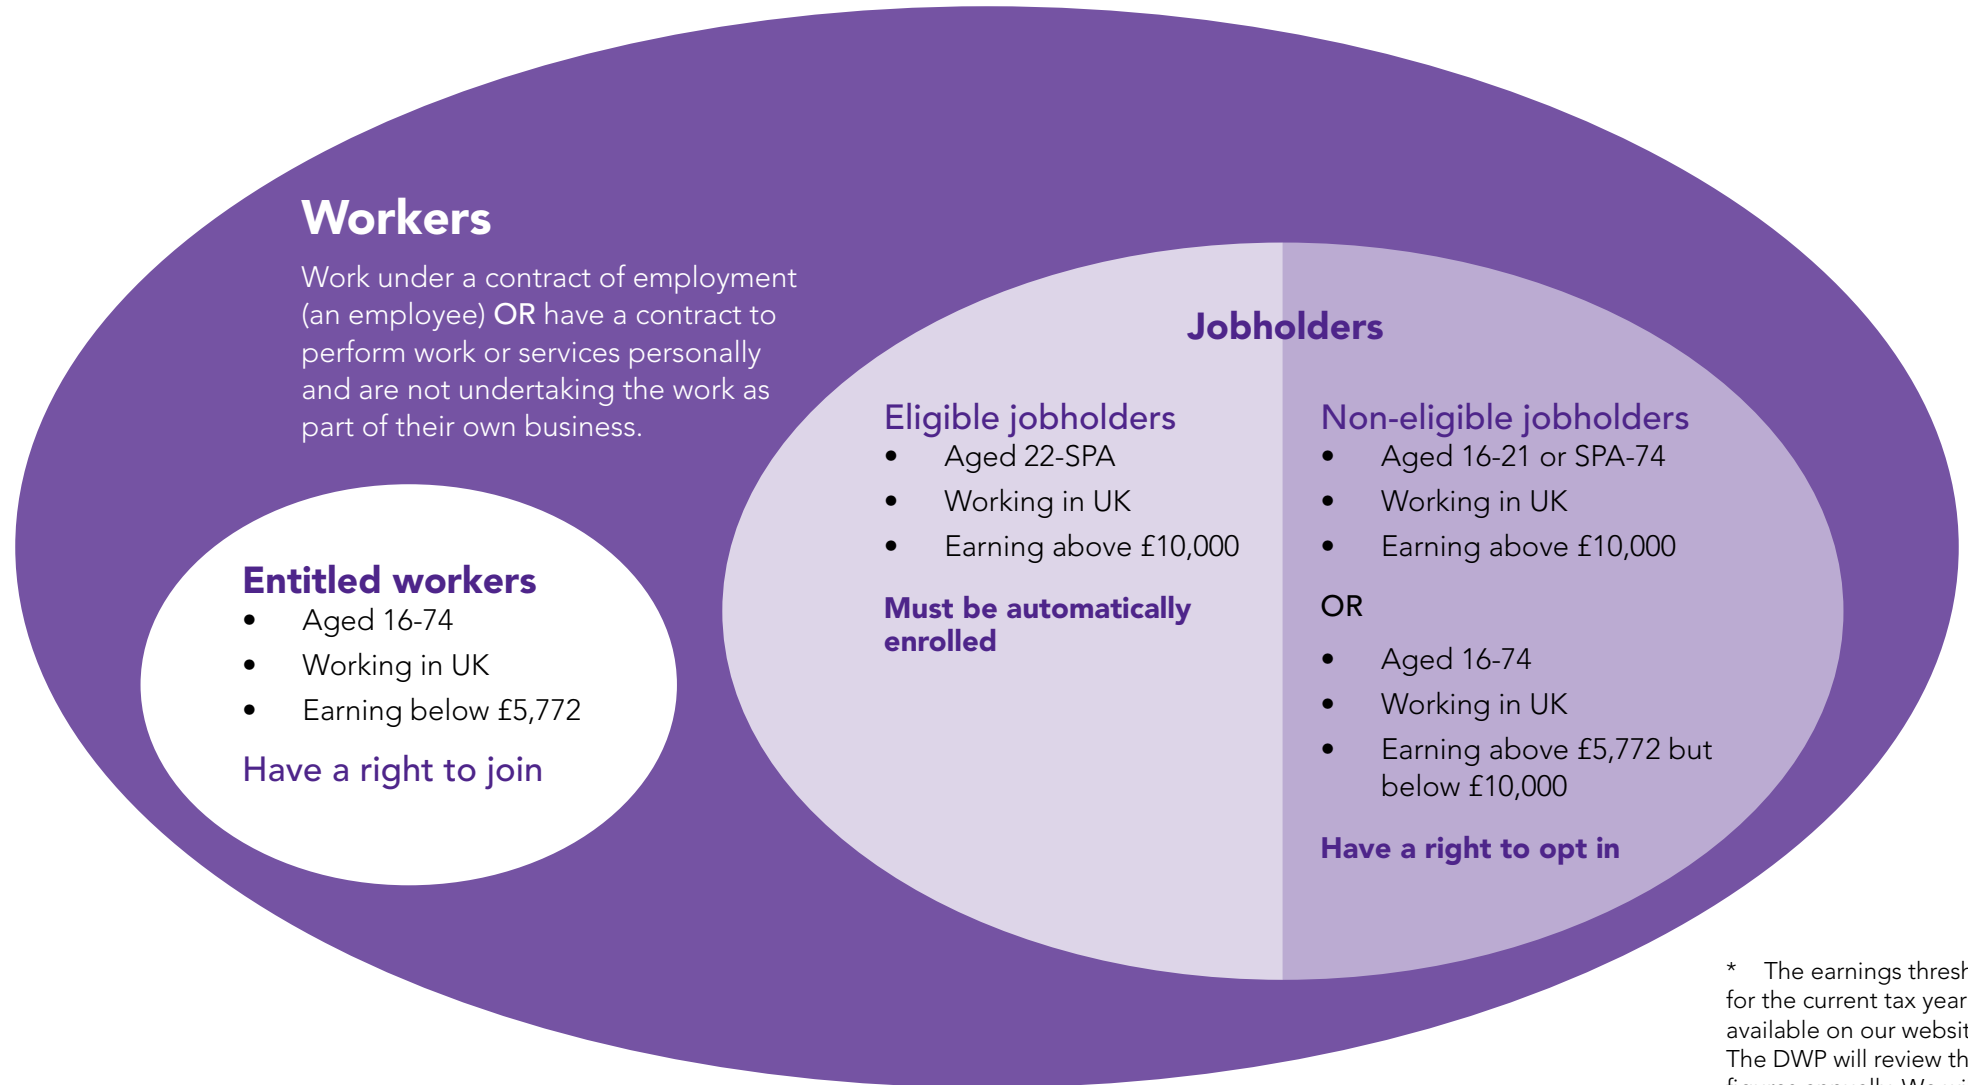 Workers
Work under a contract of employment
(an employee) OR have a contract to
perform work or services personally
and are not undertaking the work as
part of their own business.
Entitled workers
• Aged 16-74
• Working in UK
• Earning below £5,772
Have a right to join
Jobholders
Eligible jobholders
• Aged 22-SPA
• Working in UK
• Earning above £10,000
Must be automatically
enrolled
Non-eligible jobholders
• Aged 16-21 or SPA-74
• Working in UK
• Earning above £10,000
OR
• Aged 16-74
• Working in UK
• Earning above £5,772 but
below £10,000
Have a right to opt in
* The earnings
for the current tax year
available on our
The DWP will review